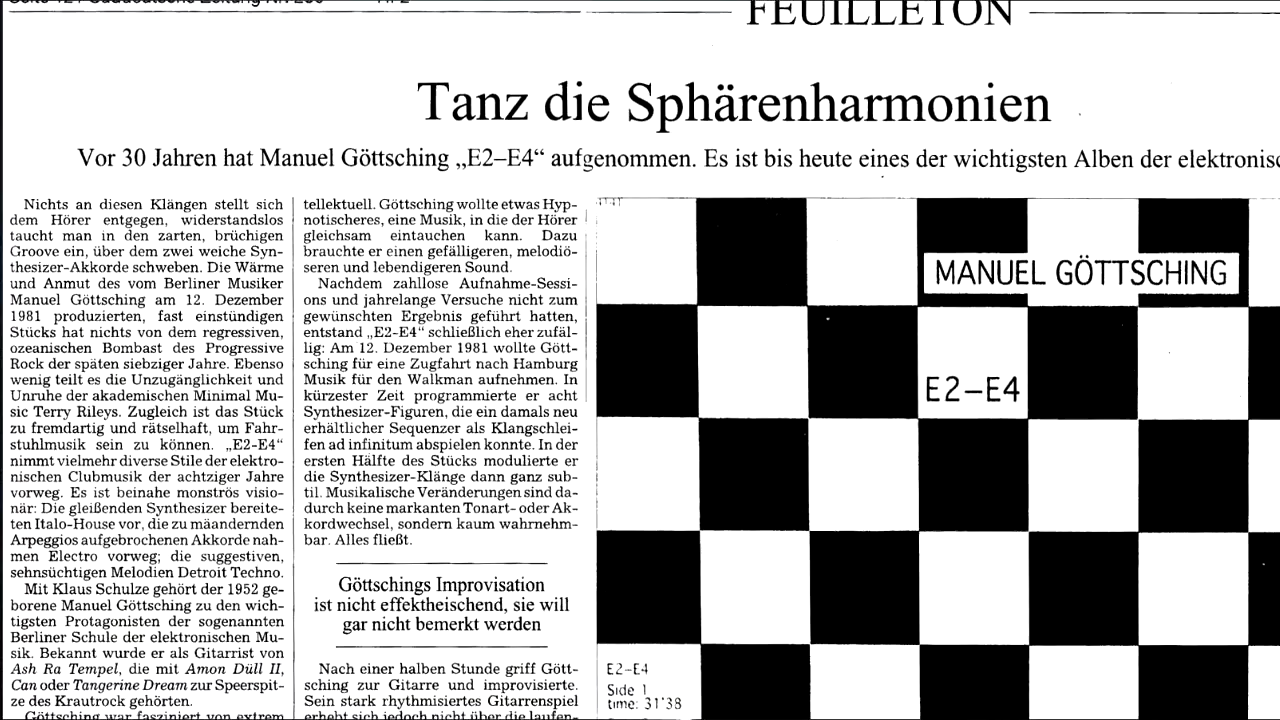 FEUILLETON
Tanz die Sphärenharmonien
Vor 30 Jahren hat Manuel Göttsching „E2–E4“ aufgenommen. Es ist bis heute eines der wichtigsten Alben der
Nichts an diesen Klängen stellt sich
dem Hörer entgegen, widerstandslos
taucht man in den zarten, brüchigen
Groove ein, über dem zwei weiche Syn-
thesizer-Akkorde schweben. Die Wärme
und Anmut des vom Berliner Musiker
Manuel Göttsching am 12. Dezember
1981 produzierten, fast einstündigen
Stücks hat nichts von dem regressiven,
ozeanischen Bombast des Progressive
Rock der späten siebziger Jahre. Ebenso
wenig teilt es die Unzugänglichkeit und
Unruhe der akademischen Minimal Mu-
sic Terry Rileys. Zugleich ist das Stück
zu fremdartig und rätselhaft, um Fahr-
stuhlmusik sein zu können. „E2-E4“
nimmt vielmehr diverse Stile der elektro-
nischen Clubmusik der achtziger Jahre
vorweg. Es ist beinahe monströs visio-
när: Die gleißenden Synthesizer bereite-
ten Italo-House vor, die zu mäandernden
Arpeggios aufgebrochenen Akkorde nah-
men Electro vorweg; die suggestiven,
sehnsüchtigen Melodien Detroit Techno.
Mit Klaus Schulze gehört der 1952 ge-
borene Manuel Göttsching zu den wich-
tigsten Protagonisten der sogenannten
Berliner Schule der elektronischen Mu-
sik. Bekannt wurde er als Gitarrist von
Ash Ra Tempel, die mit Amon Düll II,
Can oder Tangerine Dream zur Speerspit-
ze des Krautrock gehörten.
Göttsching war fasziniert von extrem
tellektuell. Göttsching wollte etwas Hyp-
notischeres, eine Musik, in die der Hörer
gleichsam eintauchen kann. Dazu
brauchte er einen gefälligeren, melodiö-
seren und lebendigeren Sound.
Nachdem zahllose Aufnahme-Sessi-
ons und jahrelange Versuche nicht zum
gewünschten Ergebnis geführt hatten,
entstand „E2-E4“ schließlich eher zufäl-
lig: Am 12. Dezember 1981 wollte Gött-
sching für eine Zugfahrt nach Hamburg
Musik für den Walkman aufnehmen. In
kürzester Zeit programmierte er acht
Synthesizer-Figuren, die ein damals neu
erhältlicher Sequenzer als Klangschlei-
fen ad infinitum abspielen konnte. In der
ersten Hälfte des Stücks modulierte er
die Synthesizer-Klänge dann ganz sub-
til. Musikalische Veränderungen sind da-
durch keine markanten Tonart- oder Ak-
kordwechsel, sondern kaum wahrnehm-
bar. Alles fließt.
Göttschings Improvisation
ist nicht effektheischend, sie will
gar nicht bemerkt werden
Nach einer halben Stunde griff Gött-
sching zur Gitarre und improvisierte.
Sein stark rhythmisiertes Gitarrenspiel
erhebt sich jedoch nicht über die laufen-
MANUEL GÖTTSCHING
E2–E4
E2–E4
Side 1
time: 31'38